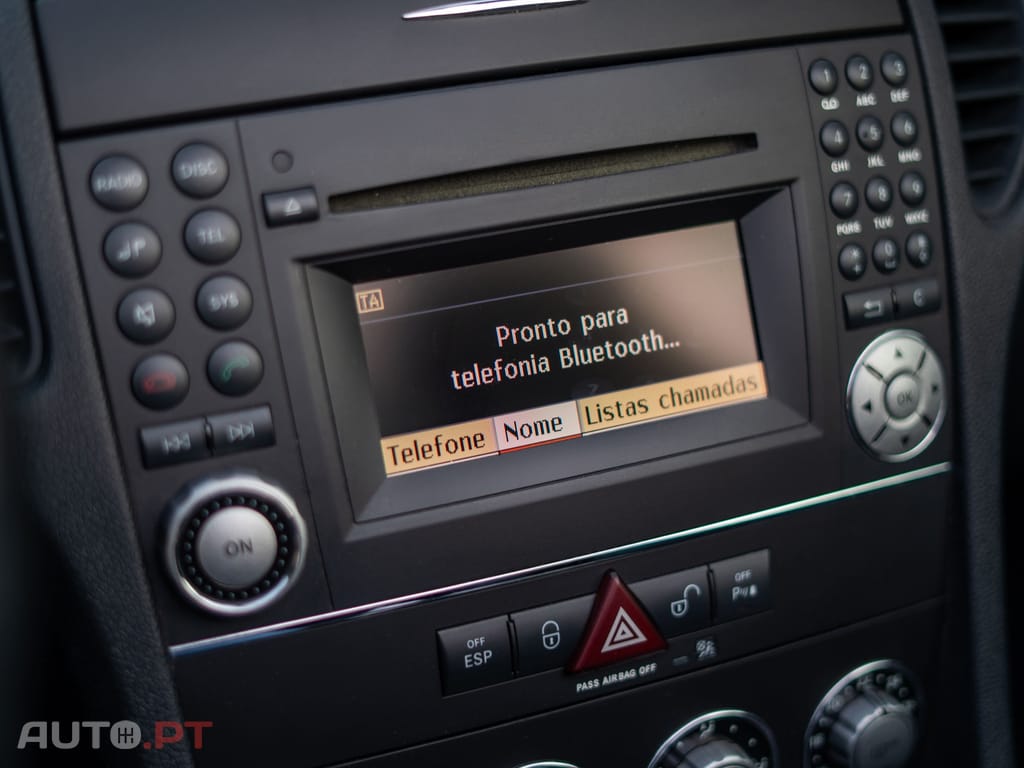 RADIO
DISC
TEL
SYS
ON
TA
Pronto para
telefonia Bluetooth...
Telefone Nome Listas chamadas
1 2 3
ABC DEF
4 5 6
GHI JKL MNO
7 8 9
PQRS TUV WXYZ
C
OK
OFF
ESP
OFF
P
PASS AIRBAG OFF
AUTO.PT